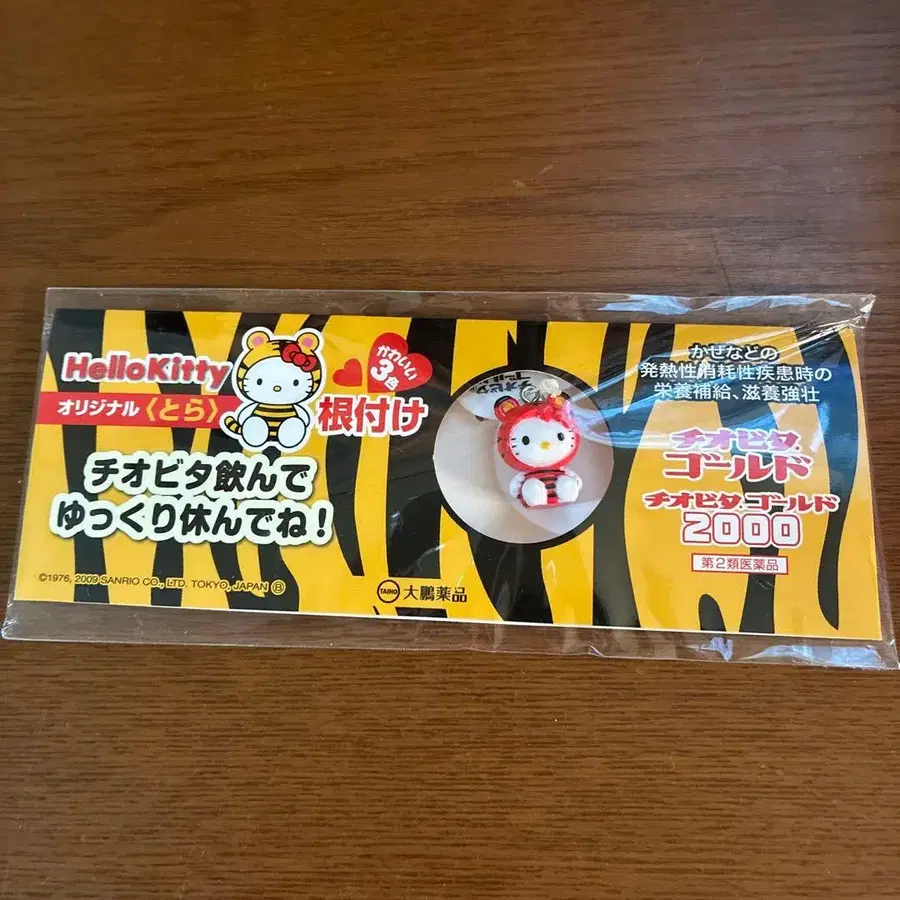 Hello Kitty
オリジナル〈とら〉
かわいい
3色
根付け
チオビタ飲んで
ゆっくり休んでね!
©1976, 2009 SANRIO CO., LTD. TOKYO, JAPAN Ⓑ
TAIHO 大鵬薬品
かぜなどの
発熱性消耗性疾患時の
栄養補給、滋養強壮
チオビタ
ゴールド
チオビタゴールド
2000
第2類医薬品